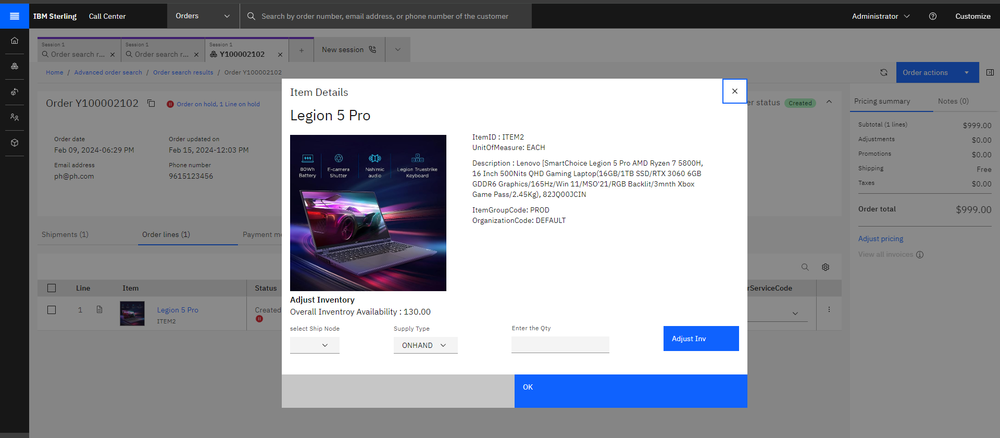 IBM Sterling Call Center Orders Search by order number, email address, or phone number of the customer Administrator Customize
Session 1 Session 1 Session 1
Order search r... Order search r... Y100002102 New session
Home / Advanced order search / Order search results / Order Y100002102
Order actions
Order Y100002102 Order on hold, 1 Line on hold
er status Created
Order date
Feb 09, 2024-06:29 PM
Order updated on
Feb 15, 2024-12:03 PM
Email address
ph@ph.com
Phone number
9615123456
Shipments (1) Order lines (1) Payment me
Line Item Status
rServiceCode
1 Legion 5 Pro Created
ITEM2
Item Details
Legion 5 Pro
80Wh
Battery
E-camera
Shutter
Nahimic
audio
Legion Truestrike
Keyboard
ItemID : ITEM2
UnitOfMeasure: EACH
Description : Lenovo [SmartChoice Legion 5 Pro AMD Ryzen 7 5800H,
16 Inch 500Nits QHD Gaming Laptop(16GB/1TB SSD/RTX 3060 6GB
GDDR6 Graphics/165Hz/Win 11/MSO'21/RGB Backlit/3mnth Xbox
Game Pass/2.45Kg), 82JQ00JCIN
ItemGroupCode: PROD
OrganizationCode: DEFAULT
Adjust Inventory
Overall Inventroy Availability : 130.00
select Ship Node
Supply Type
ONHAND
Enter the Qty
Adjust Inv
OK
Pricing summary Notes (0)
Subtotal (1 lines) $999.00
Adjustments $0.00
Promotions $0.00
Shipping Free
Taxes $0.00
Order total $999.00
Adjust pricing
View all invoices